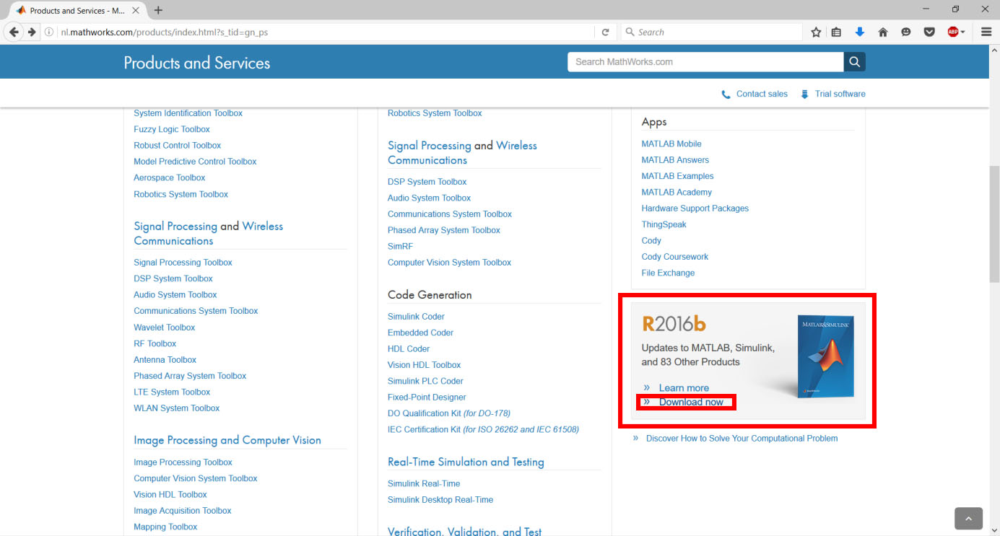 Products and Services - M...
nl.mathworks.com/products/index.html?s_tid=gn_ps
Search
ABP
Products and Services
Search MathWorks.com
Contact sales
Trial software
System Identification Toolbox
Fuzzy Logic Toolbox
Robust Control Toolbox
Model Predictive Control Toolbox
Aerospace Toolbox
Robotics System Toolbox
Signal Processing and Wireless
Communications
Signal Processing Toolbox
DSP System Toolbox
Audio System Toolbox
Communications System Toolbox
Wavelet Toolbox
RF Toolbox
Antenna Toolbox
Phased Array System Toolbox
LTE System Toolbox
WLAN System Toolbox
Image Processing and Computer Vision
Image Processing Toolbox
Computer Vision System Toolbox
Vision HDL Toolbox
Image Acquisition Toolbox
Mapping Toolbox
Robotics System Toolbox
Signal Processing and Wireless
Communications
DSP System Toolbox
Audio System Toolbox
Communications System Toolbox
Phased Array System Toolbox
SimRF
Computer Vision System Toolbox
Code Generation
Simulink Coder
Embedded Coder
HDL Coder
Vision HDL Toolbox
Simulink PLC Coder
Fixed-Point Designer
DO Qualification Kit (for DO-178)
IEC Certification Kit (for ISO 26262 and IEC 61508)
Real-Time Simulation and Testing
Simulink Real-Time
Simulink Desktop Real-Time
Verification, Validation, and Test
Apps
MATLAB Mobile
MATLAB Answers
MATLAB Examples
MATLAB Academy
Hardware Support Packages
ThingSpeak
Cody
Cody Coursework
File Exchange
R2016b
Updates to MATLAB, Simulink,
and 83 Other Products
» Learn more
» Download now
MATLAB&SIMULINK
» Discover How to Solve Your Computational Problem